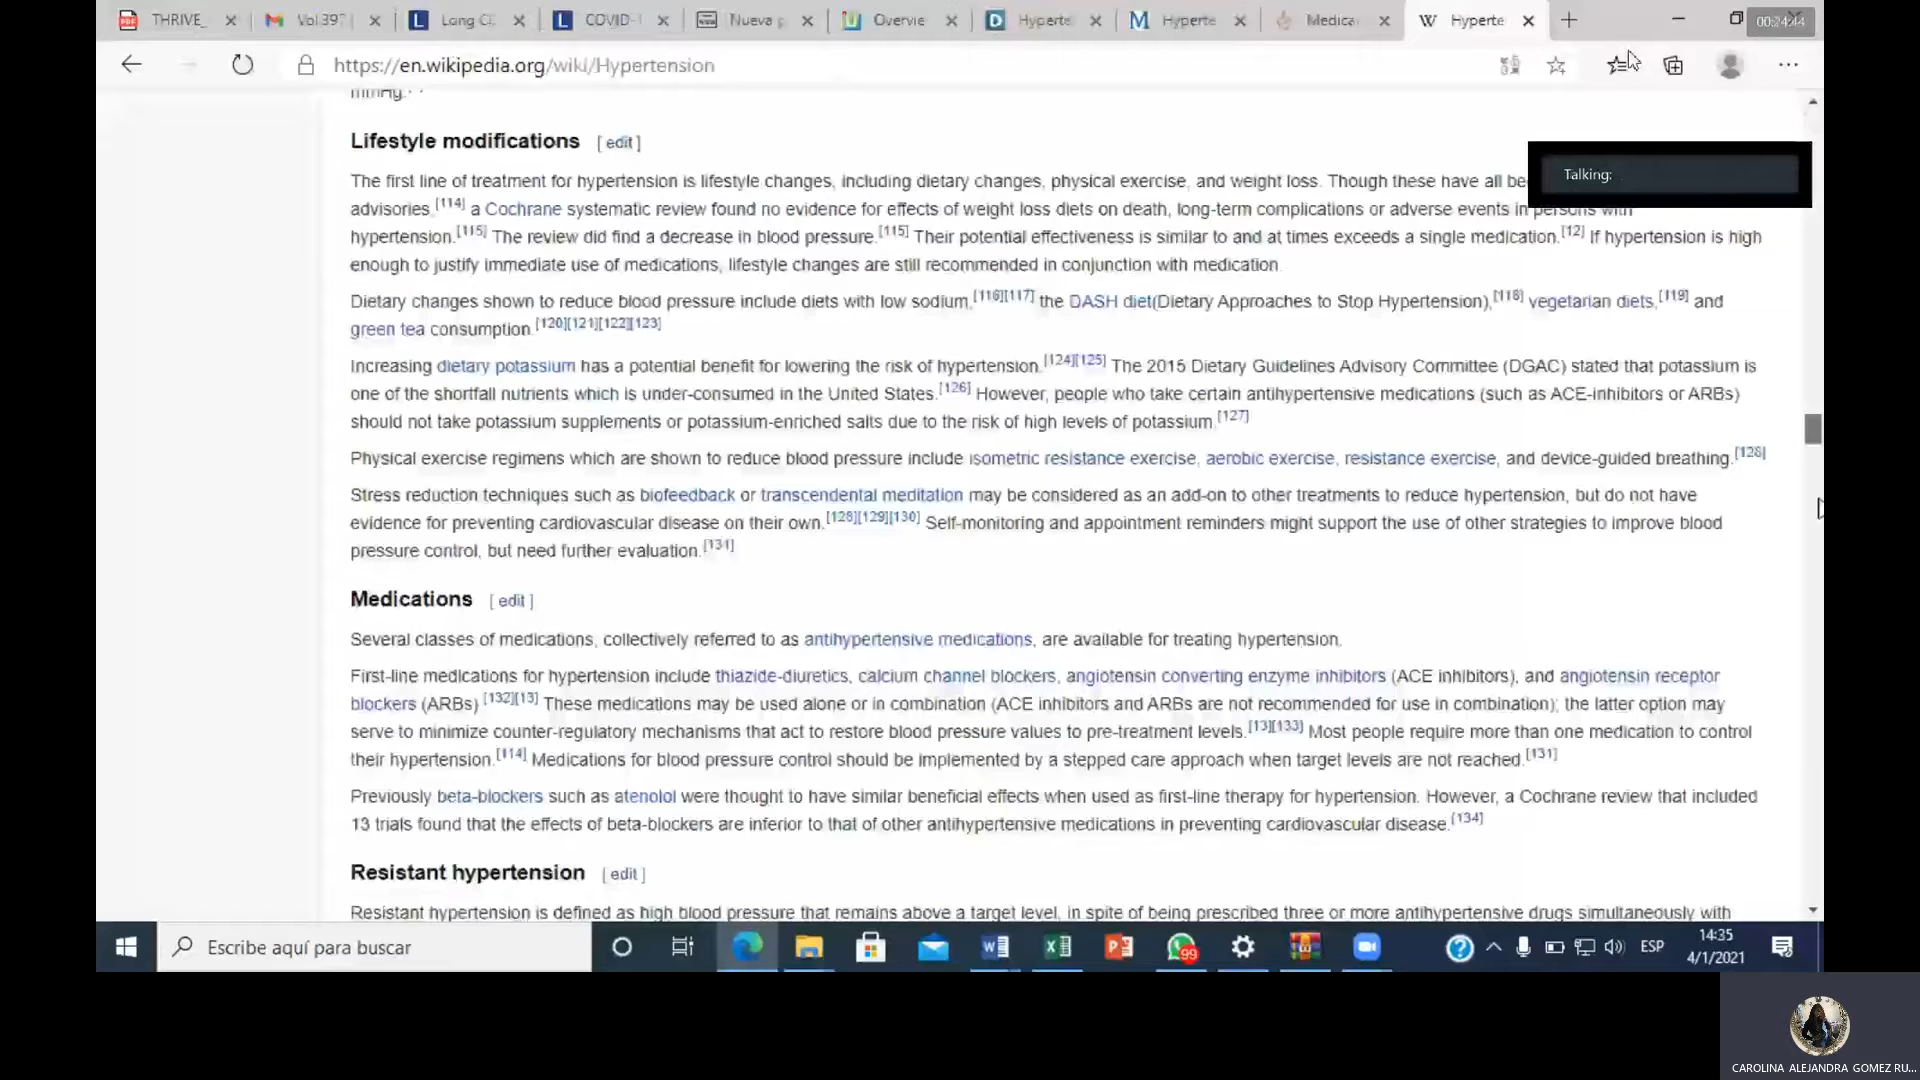 THRIVE_
Vol 397
Long C
COVID-
Nueva p
Overvie
Hyperte
Hyperte
Medica
Hyperte
00:24:44
https://en.wikipedia.org/wiki/Hypertension
mmHg.
Lifestyle modifications [ edit ]
Talking:
The first line of treatment for hypertension is lifestyle changes, including dietary changes, physical exercise, and weight loss. Though these have all be
advisories.[114] a Cochrane systematic review found no evidence for effects of weight loss diets on death, long-term complications or adverse events in persons with
hypertension.[115] The review did find a decrease in blood pressure.[115] Their potential effectiveness is similar to and at times exceeds a single medication.[12] If hypertension is high
enough to justify immediate use of medications, lifestyle changes are still recommended in conjunction with medication.
Dietary changes shown to reduce blood pressure include diets with low sodium,[116][117] the DASH diet(Dietary Approaches to Stop Hypertension),[118] vegetarian diets,[119] and
green tea consumption.[120][121][122][123]
Increasing dietary potassium has a potential benefit for lowering the risk of hypertension.[124][125] The 2015 Dietary Guidelines Advisory Committee (DGAC) stated that potassium is
one of the shortfall nutrients which is under-consumed in the United States.[126] However, people who take certain antihypertensive medications (such as ACE-inhibitors or ARBs)
should not take potassium supplements or potassium-enriched salts due to the risk of high levels of potassium.[127]
Physical exercise regimens which are shown to reduce blood pressure include isometric resistance exercise, aerobic exercise, resistance exercise, and device-guided breathing.[128]
Stress reduction techniques such as biofeedback or transcendental meditation may be considered as an add-on to other treatments to reduce hypertension, but do not have
evidence for preventing cardiovascular disease on their own.[128][129][130] Self-monitoring and appointment reminders might support the use of other strategies to improve blood
pressure control, but need further evaluation.[131]
Medications [ edit ]
Several classes of medications, collectively referred to as antihypertensive medications, are available for treating hypertension.
First-line medications for hypertension include thiazide-diuretics, calcium channel blockers, angiotensin converting enzyme inhibitors (ACE inhibitors), and angiotensin receptor
blockers (ARBs).[132][13] These medications may be used alone or in combination (ACE inhibitors and ARBs are not recommended for use in combination); the latter option may
serve to minimize counter-regulatory mechanisms that act to restore blood pressure values to pre-treatment levels.[13][133] Most people require more than one medication to control
their hypertension.[114] Medications for blood pressure control should be implemented by a stepped care approach when target levels are not reached.[131]
Previously beta-blockers such as atenolol were thought to have similar beneficial effects when used as first-line therapy for hypertension. However, a Cochrane review that included
13 trials found that the effects of beta-blockers are inferior to that of other antihypertensive medications in preventing cardiovascular disease.[134]
Resistant hypertension [ edit ]
Resistant hypertension is defined as high blood pressure that remains above a target level, in spite of being prescribed three or more antihypertensive drugs simultaneously with
Escribe aquí para buscar
99
ESP
14:35
4/1/2021
CAROLINA ALEJANDRA GOMEZ RU...